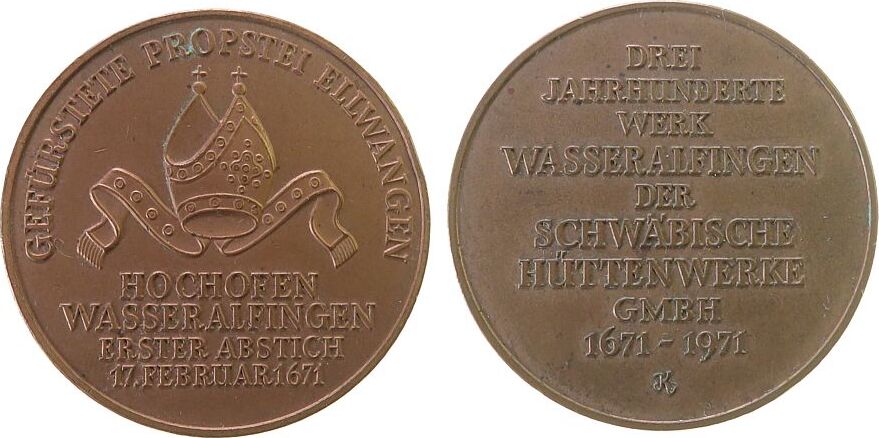 GEFÜRSTETE PROPSTEI ELLWANGEN
HOCHOFEN
WASSERALFINGEN
ERSTER ABSTICH
17. FEBRUAR 1671
DREI
JAHRHUNDERTE
WERK
WASSERALFINGEN
DER
SCHWÄBISCHE
HÜTTENWERKE
GMBH
1671 - 1971